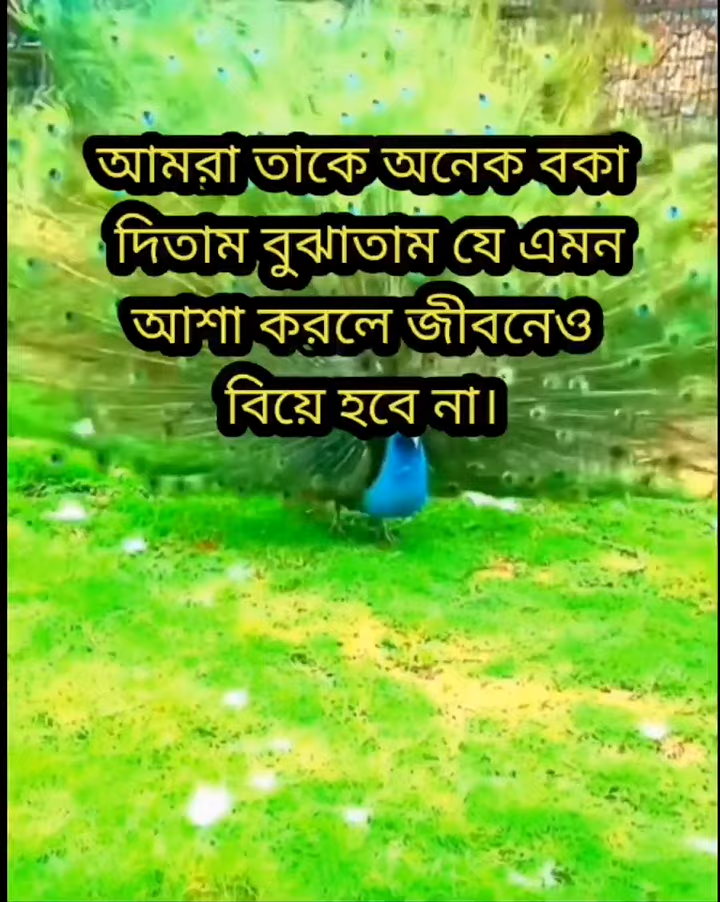 আমরা তাকে অনেক বকা
দিতাম বুঝাতাম যে এমন
আশা করলে জীবনেও
বিয়ে হবে না।